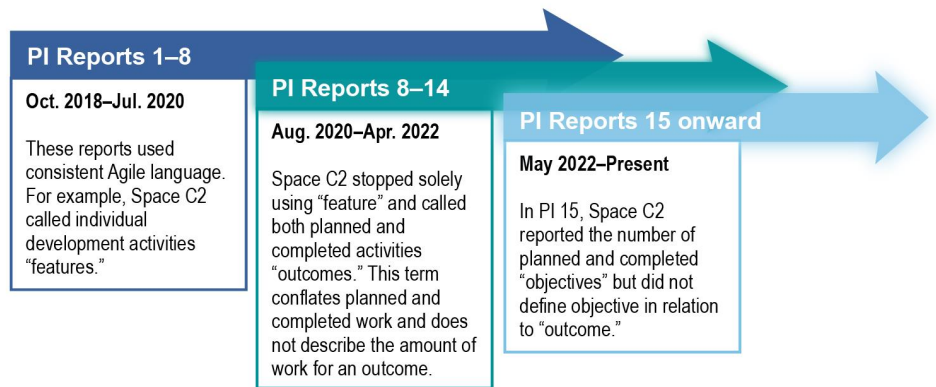 PI Reports 1–8
Oct. 2018–Jul. 2020
These reports used
consistent Agile language.
For example, Space C2
called individual
development activities
“features.”
PI Reports 8–14
Aug. 2020–Apr. 2022
Space C2 stopped solely
using “feature” and called
both planned and
completed activities
“outcomes.” This term
conflates planned and
completed work and does
not describe the amount of
work for an outcome.
PI Reports 15 onward
May 2022–Present
In PI 15, Space C2
reported the number of
planned and completed
“objectives” but did not
define objective in relation
to “outcome.”